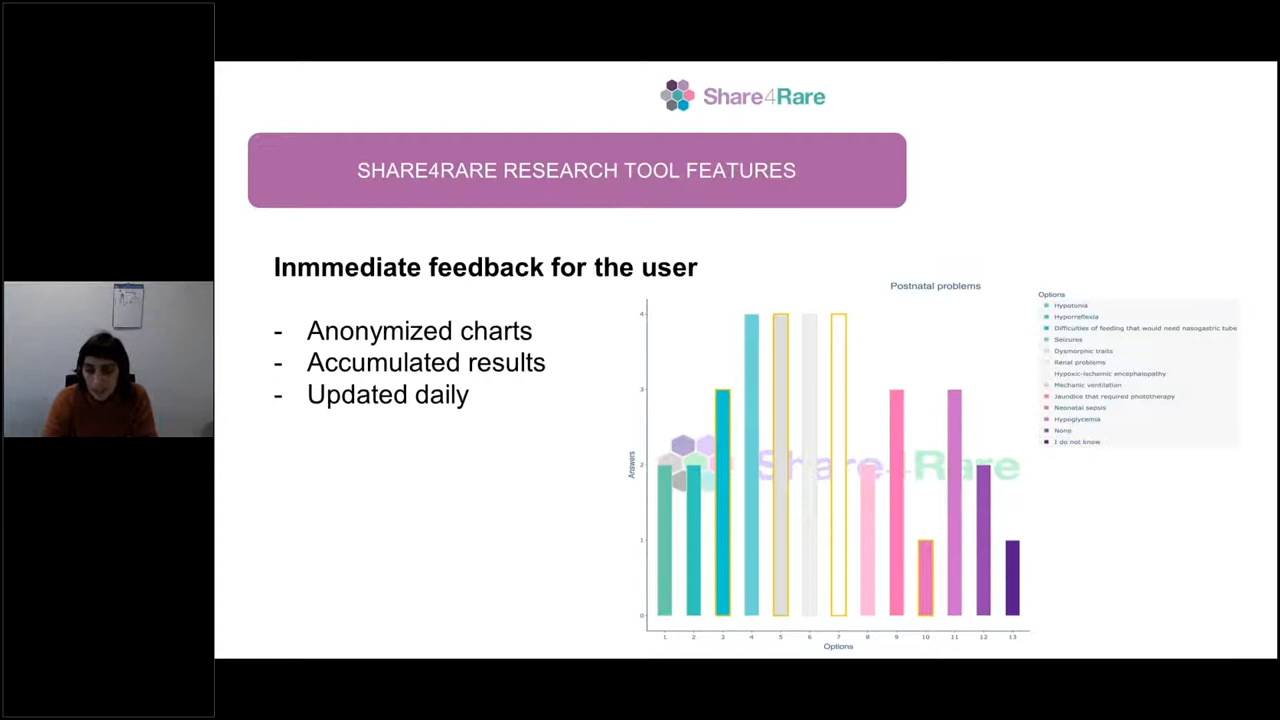 Share4Rare
SHARE4RARE RESEARCH TOOL FEATURES
Inmmediate feedback for the user
- Anonymized charts
- Accumulated results
- Updated daily
Postnatal problems
Options
Hypotonia
Hyporreflexia
Difficulties of feeding that would need nasogastric tube
Seizures
Dysmorphic traits
Renal problems
Hypoxic-ischemic encephalopathy
Mechanic ventilation
Jaundice that required phototherapy
Neonatal sepsis
Hypoglycemia
None
I do not know
Answers
4
3
2
1
0
Share4Rare
1 2 3 4 5 6 7 8 9 10 11 12 13
Options